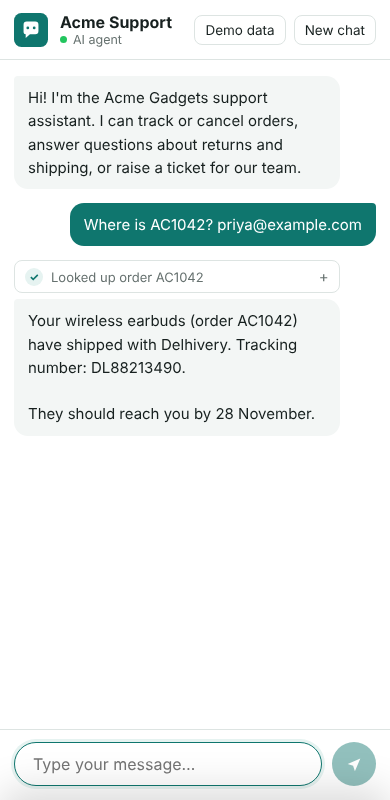 Acme Support
AI agent
Demo data
New chat
Hi! I'm the Acme Gadgets support
assistant. I can track or cancel orders,
answer questions about returns and
shipping, or raise a ticket for our team.
Where is AC1042? priya@example.com
Looked up order AC1042
+
Your wireless earbuds (order AC1042)
have shipped with Delhivery. Tracking
number: DL88213490.
They should reach you by 28 November.
Type your message...